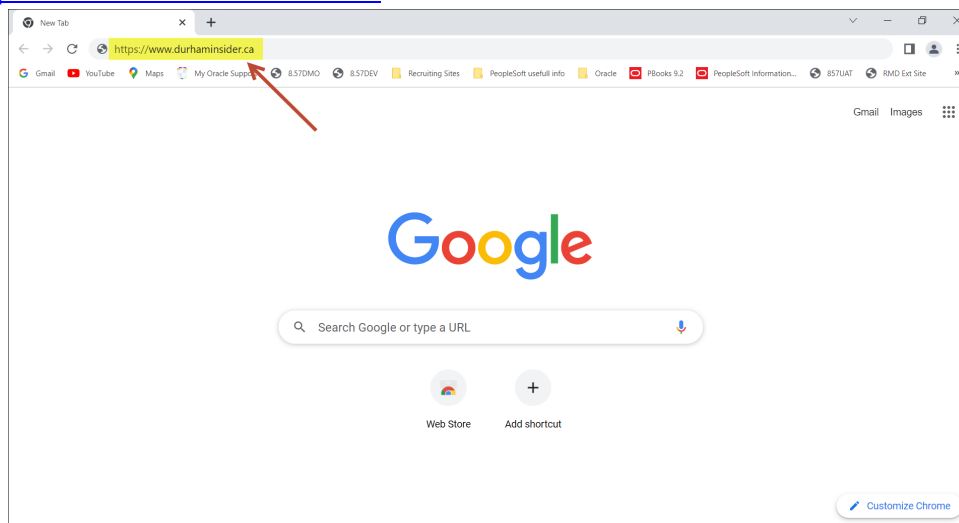 New Tab
https://www.durhaminsider.ca
Gmail YouTube Maps My Oracle Suppo 8.57DMO 8.57DEV Recruiting Sites PeopleSoft usefull info Oracle PBooks 9.2 PeopleSoft Information... 857UAT RMD Ext Site »
Gmail Images
Google
Search Google or type a URL
Web Store Add shortcut
Customize Chrome